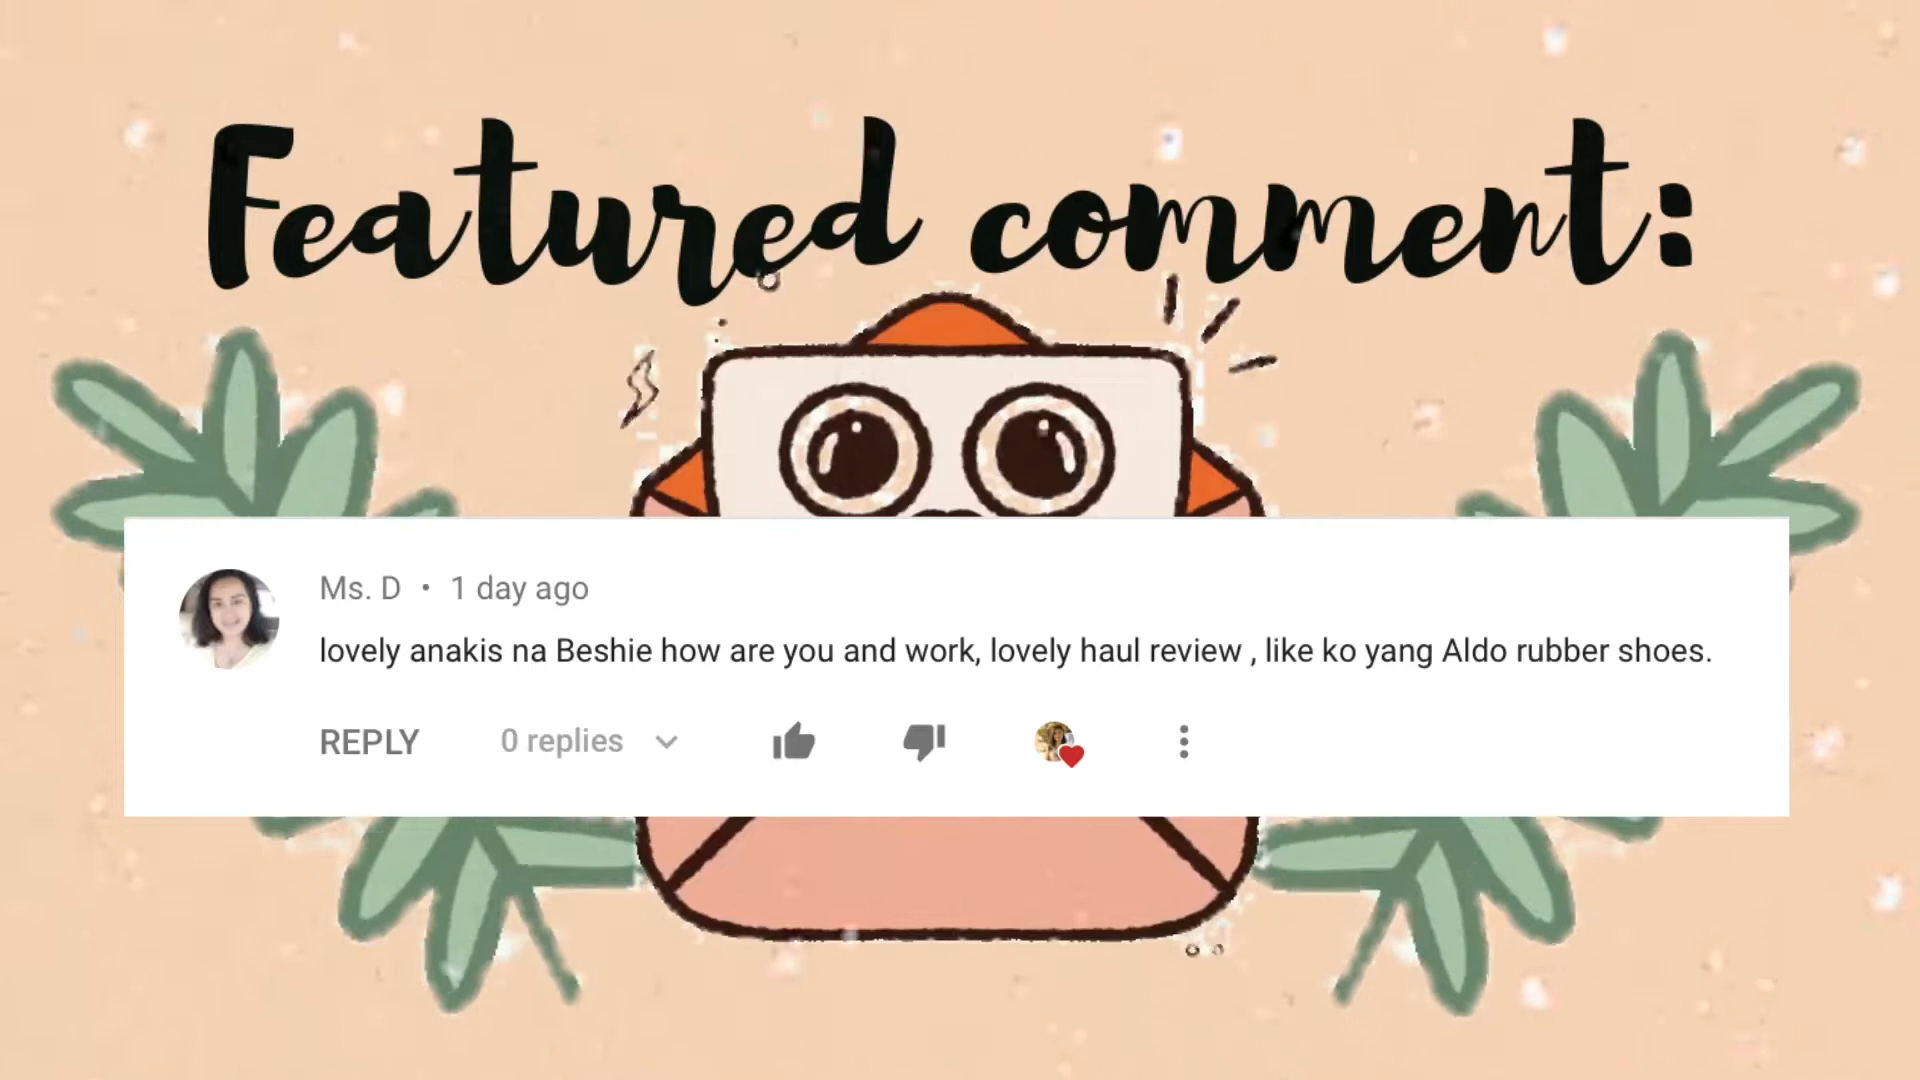 Featured comment:
Ms. D • 1 day ago
lovely anakis na Beshie how are you and work, lovely haul review , like ko yang Aldo rubber shoes.
REPLY 0 replies